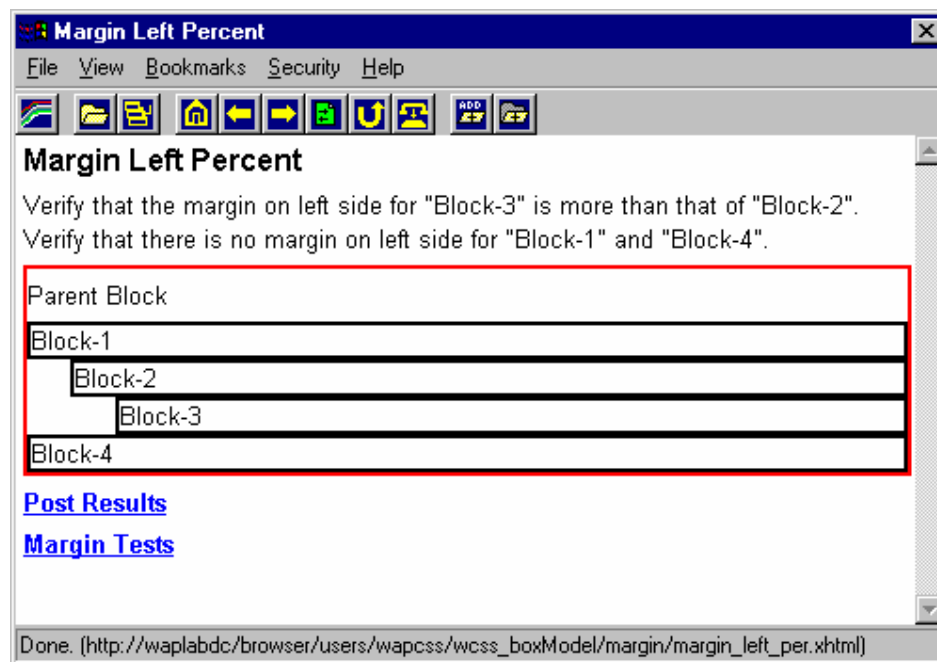 Margin Left Percent
File View Bookmarks Security Help
ADD
Margin Left Percent
Verify that the margin on left side for "Block-3" is more than that of "Block-2".
Verify that there is no margin on left side for "Block-1" and "Block-4".
Parent Block
Block-1
Block-2
Block-3
Block-4
Post Results
Margin Tests
Done. (http://waplabdc/browser/users/wapcss/wcss_boxModel/margin/margin_left_per.xhtml)